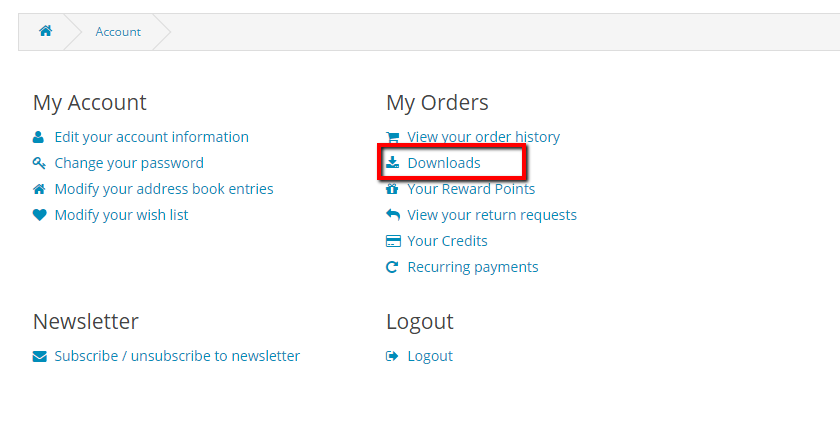 Account
My Account
Edit your account information
Change your password
Modify your address book entries
Modify your wish list
My Orders
View your order history
Downloads
Your Reward Points
View your return requests
Your Credits
Recurring payments
Newsletter
Subscribe / unsubscribe to newsletter
Logout
Logout